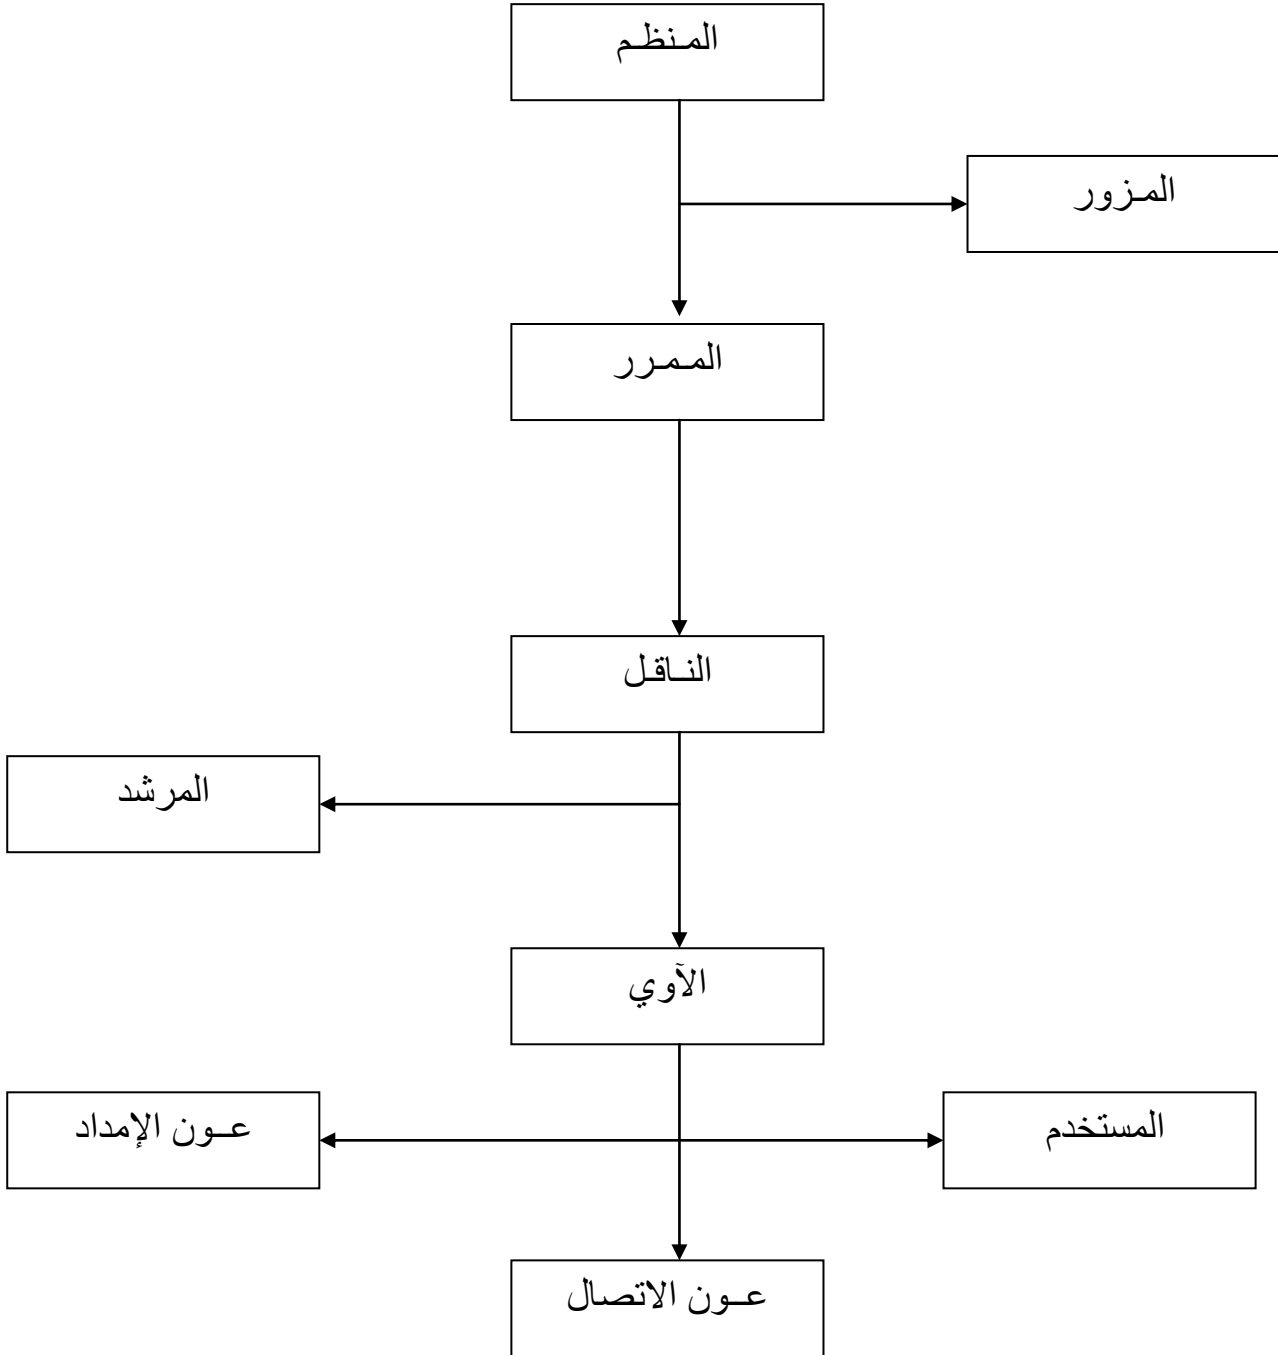 المنظم
المزور
الممرر
الناقل
المرشد
الآوي
المستخدم
عون الإمداد
عون الاتصال